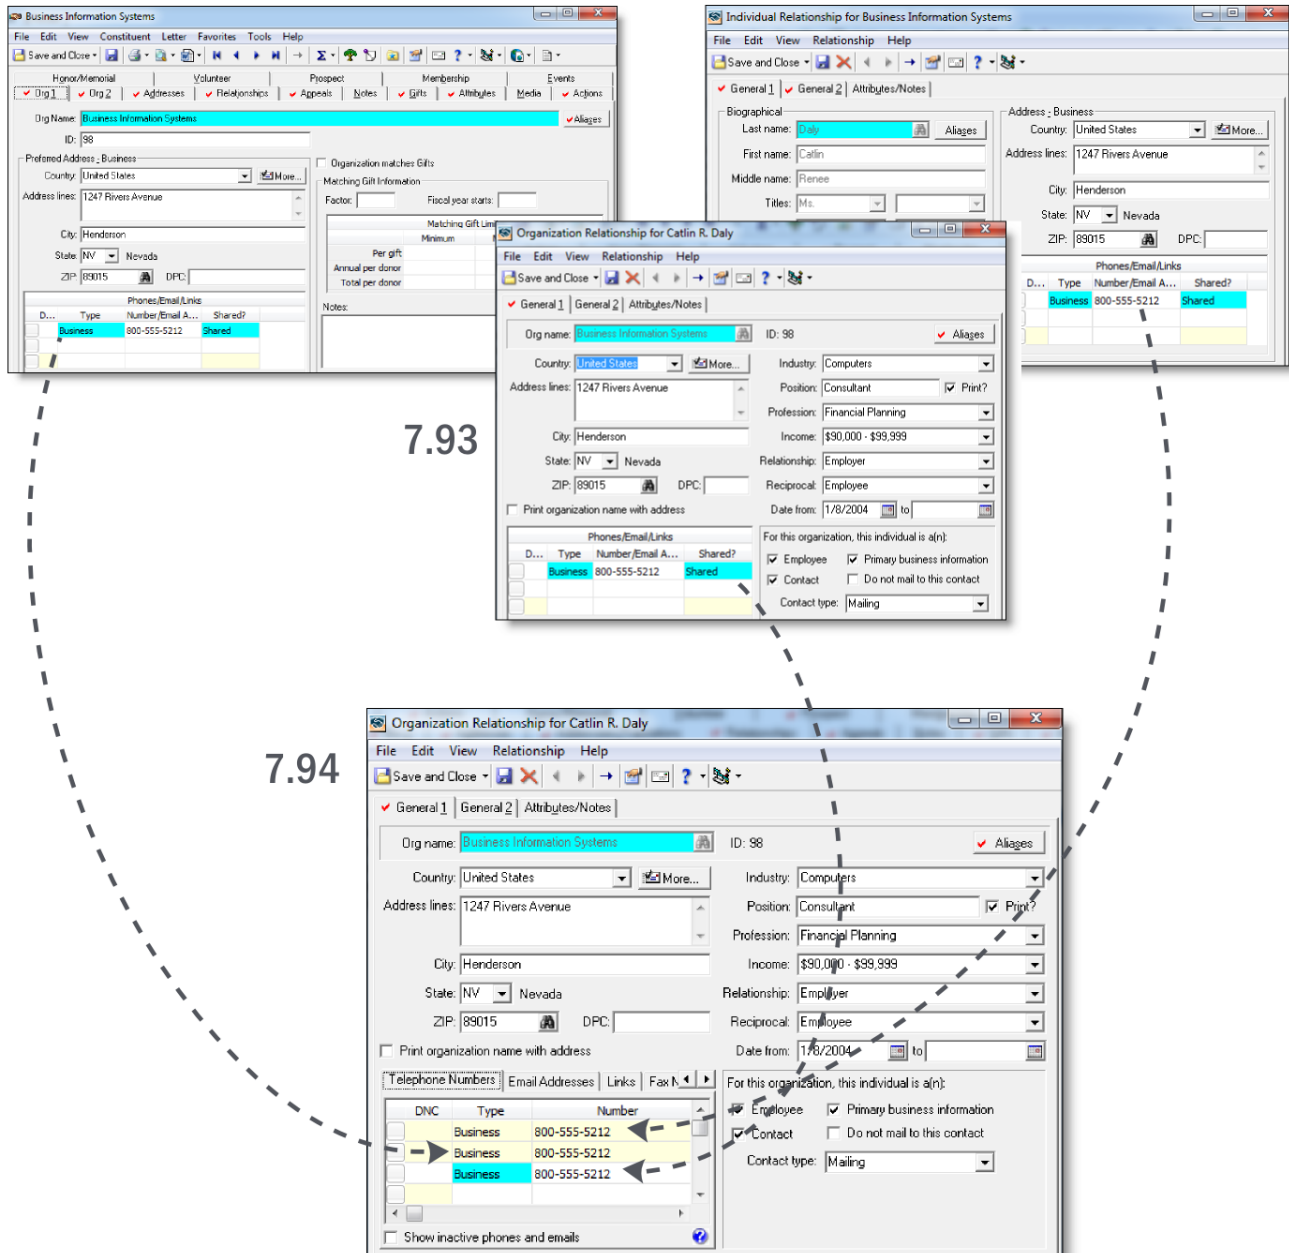 Business Information Systems
File Edit View Constituent Letter Favorites Tools Help
Save and Close
Honor/Memorial Volunteer Prospect Membership Events
Org 1 Org 2 Addresses Relationships Appeals Notes Gifts Attributes Media Actions
Org Name: Business Information Systems Aliases
ID: 98
Preferred Address - Business
Country: United States More...
Address lines: 1247 Rivers Avenue
City: Henderson
State: NV Nevada
ZIP: 89015 DPC:
Phones/Email/Links
D... Type Number/Email A... Shared?
Business 800-555-5212 Shared
Organization matches Gifts
Matching Gift Information
Factor: Fiscal year starts:
Matching Gift Lim
Minimum
Per gift
Annual per donor
Total per donor
Notes:
Individual Relationship for Business Information Systems
File Edit View Relationship Help
Save and Close
General 1 General 2 Attributes/Notes
Biographical
Last name: Daly Aliases
First name: Catlin
Middle name: Renee
Titles: Ms.
Address - Business
Country: United States More...
Address lines: 1247 Rivers Avenue
City: Henderson
State: NV Nevada
ZIP: 89015 DPC:
Phones/Email/Links
D... Type Number/Email A... Shared?
Business 800-555-5212 Shared
7.93
Organization Relationship for Catlin R. Daly
File Edit View Relationship Help
Save and Close
General 1 General 2 Attributes/Notes
Org name: Business Information Systems ID: 98 Aliases
Country: United States More...
Address lines: 1247 Rivers Avenue
City: Henderson
State: NV Nevada
ZIP: 89015 DPC:
Print organization name with address
Phones/Email/Links
D... Type Number/Email A... Shared?
Business 800-555-5212 Shared
Industry: Computers
Position: Consultant Print?
Profession: Financial Planning
Income: $90,000 - $99,999
Relationship: Employer
Reciprocal: Employee
Date from: 1/8/2004 to
For this organization, this individual is a(n):
Employee Primary business information
Contact Do not mail to this contact
Contact type: Mailing
7.94
Organization Relationship for Catlin R. Daly
File Edit View Relationship Help
Save and Close
General 1 General 2 Attributes/Notes
Org name: Business Information Systems ID: 98 Aliases
Country: United States More...
Address lines: 1247 Rivers Avenue
City: Henderson
State: NV Nevada
ZIP: 89015 DPC:
Print organization name with address
Telephone Numbers Email Addresses Links Fax N
DNC Type Number
Business 800-555-5212
Business 800-555-5212
Business 800-555-5212
Show inactive phones and emails
Industry: Computers
Position: Consultant Print?
Profession: Financial Planning
Income: $90,000 - $99,999
Relationship: Employer
Reciprocal: Employee
Date from: 1/8/2004 to
For this organization, this individual is a(n):
Employee Primary business information
Contact Do not mail to this contact
Contact type: Mailing